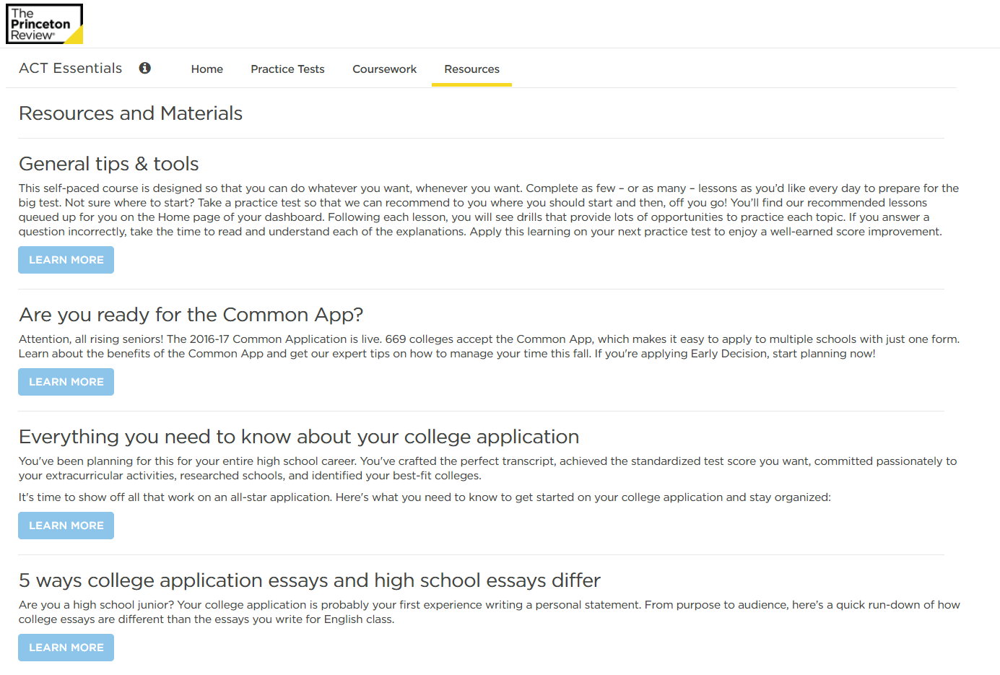 The
Princeton
Review®
ACT Essentials
Home
Practice Tests
Coursework
Resources
Resources and Materials
General tips & tools
This self-paced course is designed so that you can do whatever you want, whenever you want. Complete as few – or as many – lessons as you’d like every day to prepare for the
big test. Not sure where to start? Take a practice test so that we can recommend to you where you should start and then, off you go! You’ll find our recommended lessons
queued up for you on the Home page of your dashboard. Following each lesson, you will see drills that provide lots of opportunities to practice each topic. If you answer a
question incorrectly, take the time to read and understand each of the explanations. Apply this learning on your next practice test to enjoy a well-earned score improvement.
LEARN MORE
Are you ready for the Common App?
Attention, all rising seniors! The 2016-17 Common Application is live. 669 colleges accept the Common App, which makes it easy to apply to multiple schools with just one form.
Learn about the benefits of the Common App and get our expert tips on how to manage your time this fall. If you're applying Early Decision, start planning now!
LEARN MORE
Everything you need to know about your college application
You've been planning for this for your entire high school career. You've crafted the perfect transcript, achieved the standardized test score you want, committed passionately to
your extracurricular activities, researched schools, and identified your best-fit colleges.
It's time to show off all that work on an all-star application. Here's what you need to know to get started on your college application and stay organized:
LEARN MORE
5 ways college application essays and high school essays differ
Are you a high school junior? Your college application is probably your first experience writing a personal statement. From purpose to audience, here’s a quick run-down of how
college essays are different than the essays you write for English class.
LEARN MORE